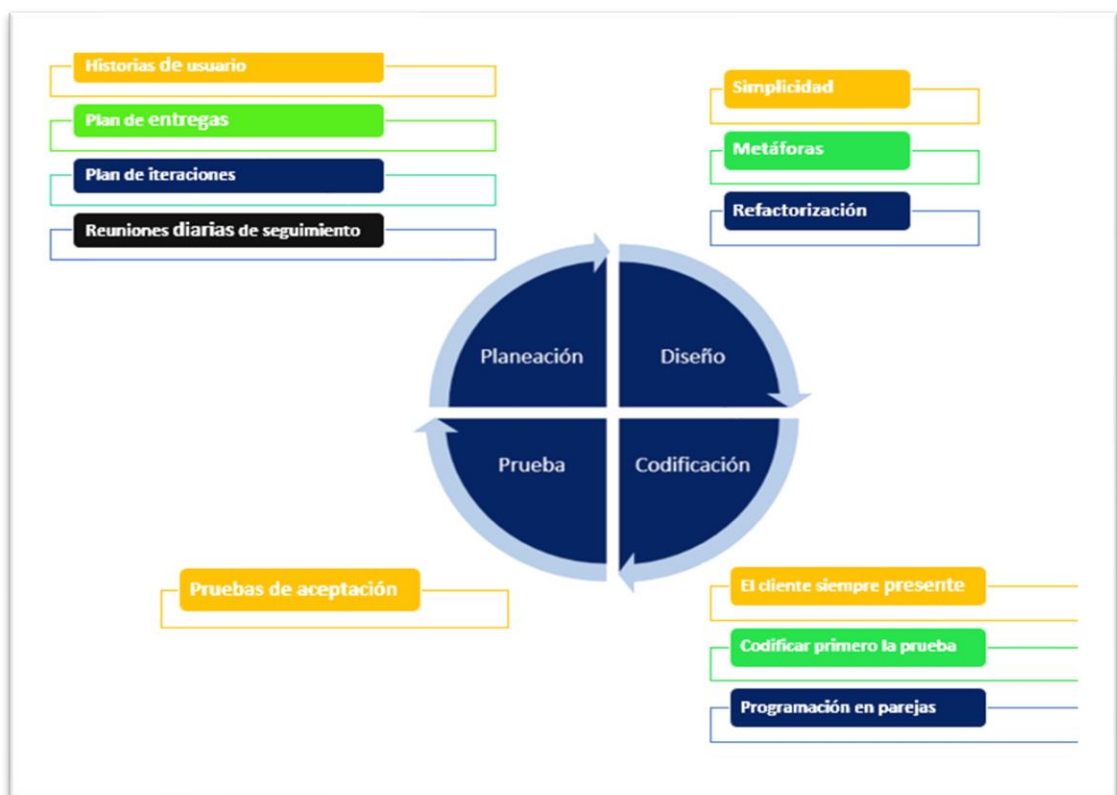 Historias de usuario
Plan de entregas
Plan de iteraciones
Reuniones diarias de seguimiento
Simplicidad
Metáforas
Refactorización
Planeación
Diseño
Prueba
Codificación
Pruebas de aceptación
El cliente siempre presente
Codificar primero la prueba
Programación en parejas